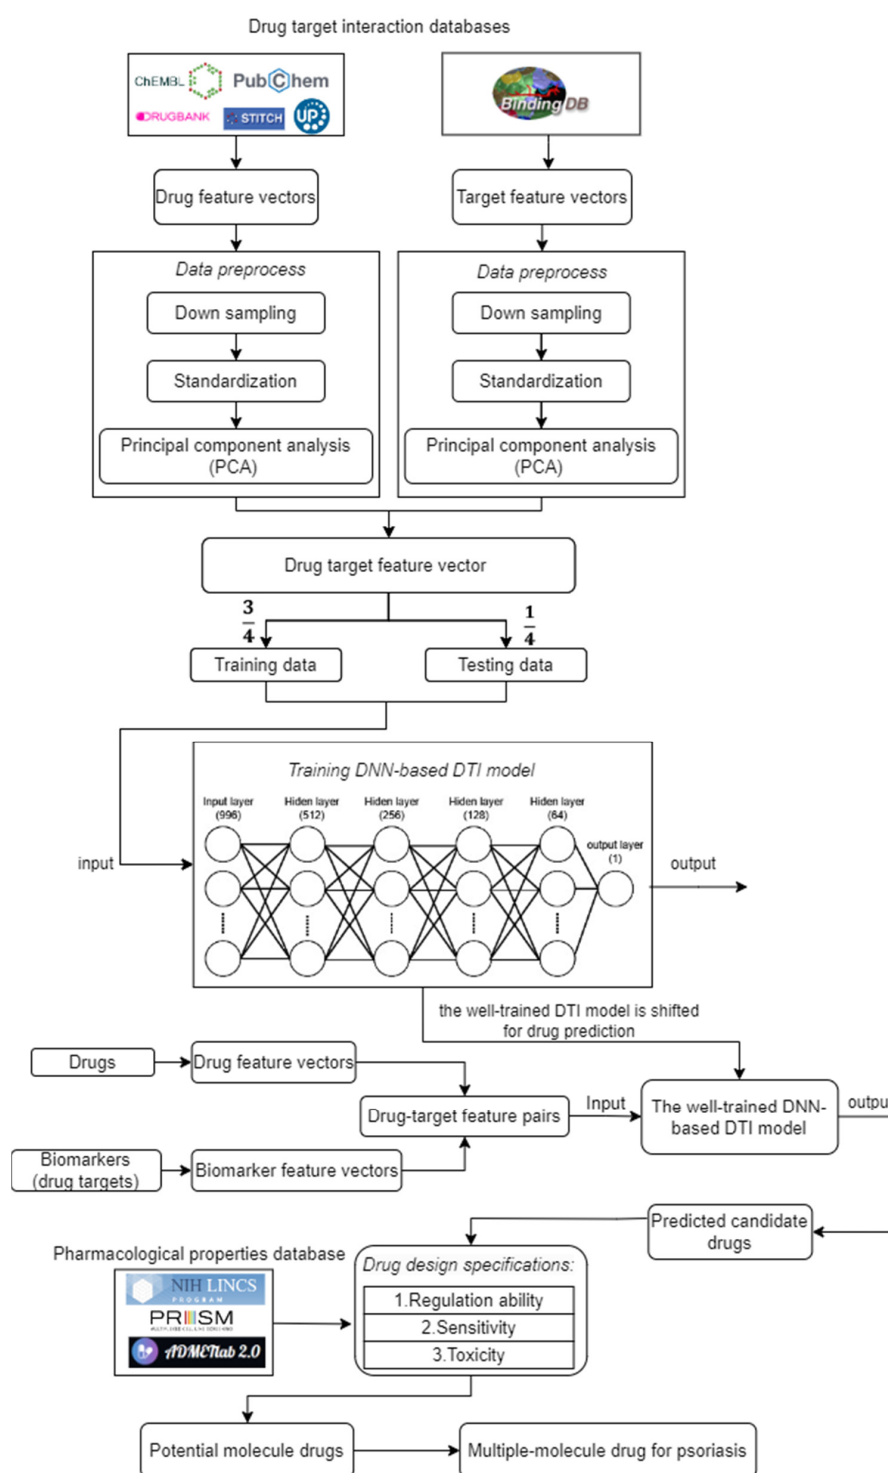 Drug target interaction databases
ChEMBL
PubChem
DRUGBANK
STITCH
UP
Binding DB
Drug feature vectors
Target feature vectors
Data preprocess
Data preprocess
Down sampling
Down sampling
Standardization
Standardization
Principal component analysis
(PCA)
Principal component analysis
(PCA)
Drug target feature vector
3
4
1
4
Training data
Testing data
Training DNN-based DTI model
Input layer
(996)
Hiden layer
(512)
Hiden layer
(256)
Hiden layer
(128)
Hiden layer
(64)
output layer
(1)
input
output
the well-trained DTI model is shifted
for drug prediction
Drugs
Drug feature vectors
Drug-target feature pairs
Input
The well-trained DNN-
based DTI model
output
Biomarkers
(drug targets)
Biomarker feature vectors
Predicted candidate
drugs
Pharmacological properties database
NIH LINCS
PROGRAM
PRISM
ADMETlab 2.0
Drug design specifications:
1.Regulation ability
2.Sensitivity
3.Toxicity
Potential molecule drugs
Multiple-molecule drug for psoriasis